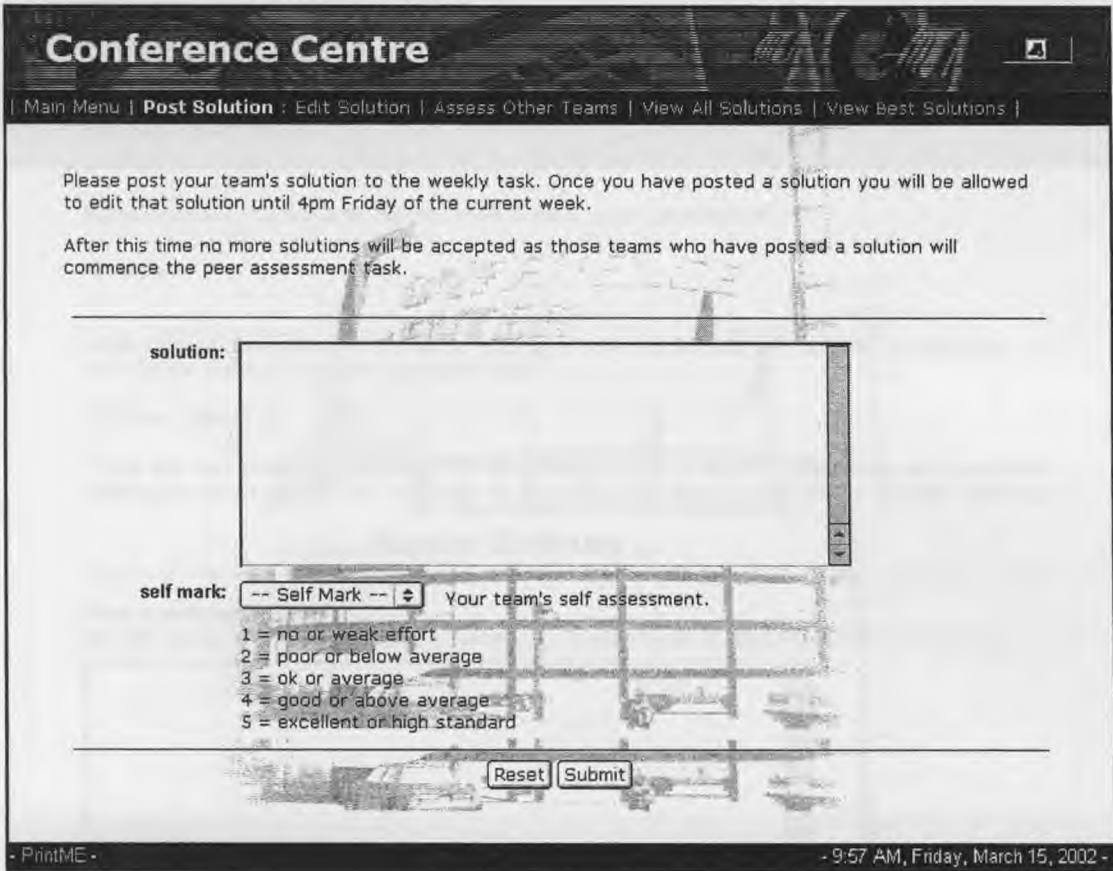 Conference Centre
| Main Menu | Post Solution : Edit Solution | Assess Other Teams | View All Solutions | View Best Solutions |
Please post your team's solution to the weekly task. Once you have posted a solution you will be allowed
to edit that solution until 4pm Friday of the current week.
After this time no more solutions will be accepted as those teams who have posted a solution will
commence the peer assessment task.
solution:
self mark: -- Self Mark -- Your team's self assessment.
1 = no or weak effort
2 = poor or below average
3 = ok or average
4 = good or above average
5 = excellent or high standard
Reset Submit
- PrintME - - 9:57 AM, Friday, March 15, 2002 -